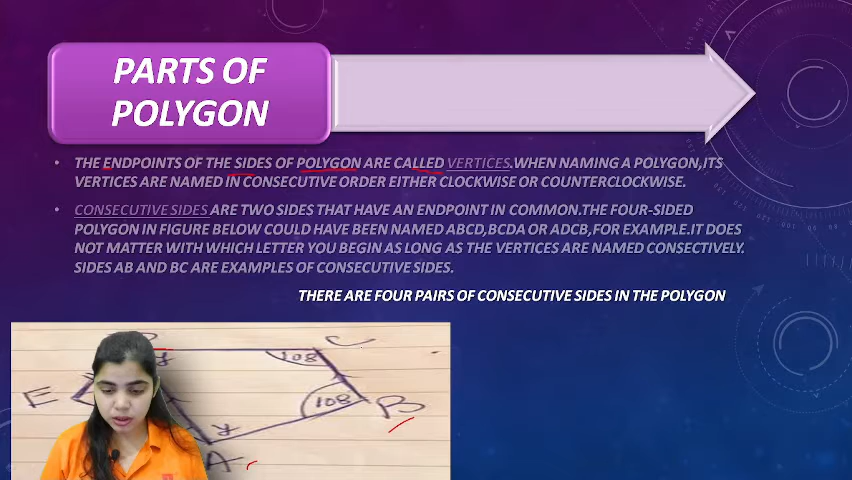 PARTS OF
POLYGON
• THE ENDPOINTS OF THE SIDES OF POLYGON ARE CALLED VERTICES.WHEN NAMING A POLYGON,ITS
VERTICES ARE NAMED IN CONSECUTIVE ORDER EITHER CLOCKWISE OR COUNTERCLOCKWISE.
• CONSECUTIVE SIDES ARE TWO SIDES THAT HAVE AN ENDPOINT IN COMMON.THE FOUR-SIDED
POLYGON IN FIGURE BELOW COULD HAVE BEEN NAMED ABCD,BCDA OR ADCB,FOR EXAMPLE.IT DOES
NOT MATTER WITH WHICH LETTER YOU BEGIN AS LONG AS THE VERTICES ARE NAMED CONSECTIVELY.
SIDES AB AND BC ARE EXAMPLES OF CONSECUTIVE SIDES.
THERE ARE FOUR PAIRS OF CONSECUTIVE SIDES IN THE POLYGON
C
108
E
108
B
A